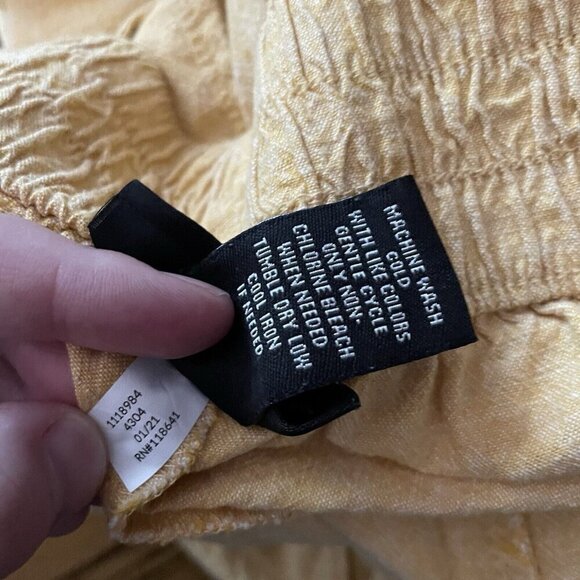 MACHINE WASH
COLD
WITH LIKE COLORS
GENTLE CYCLE
ONLY NON-
CHLORINE BLEACH
WHEN NEEDED
TUMBLE DRY LOW
COOL IRON
IF NEEDED
1118984
4304
01/21
RN#118641